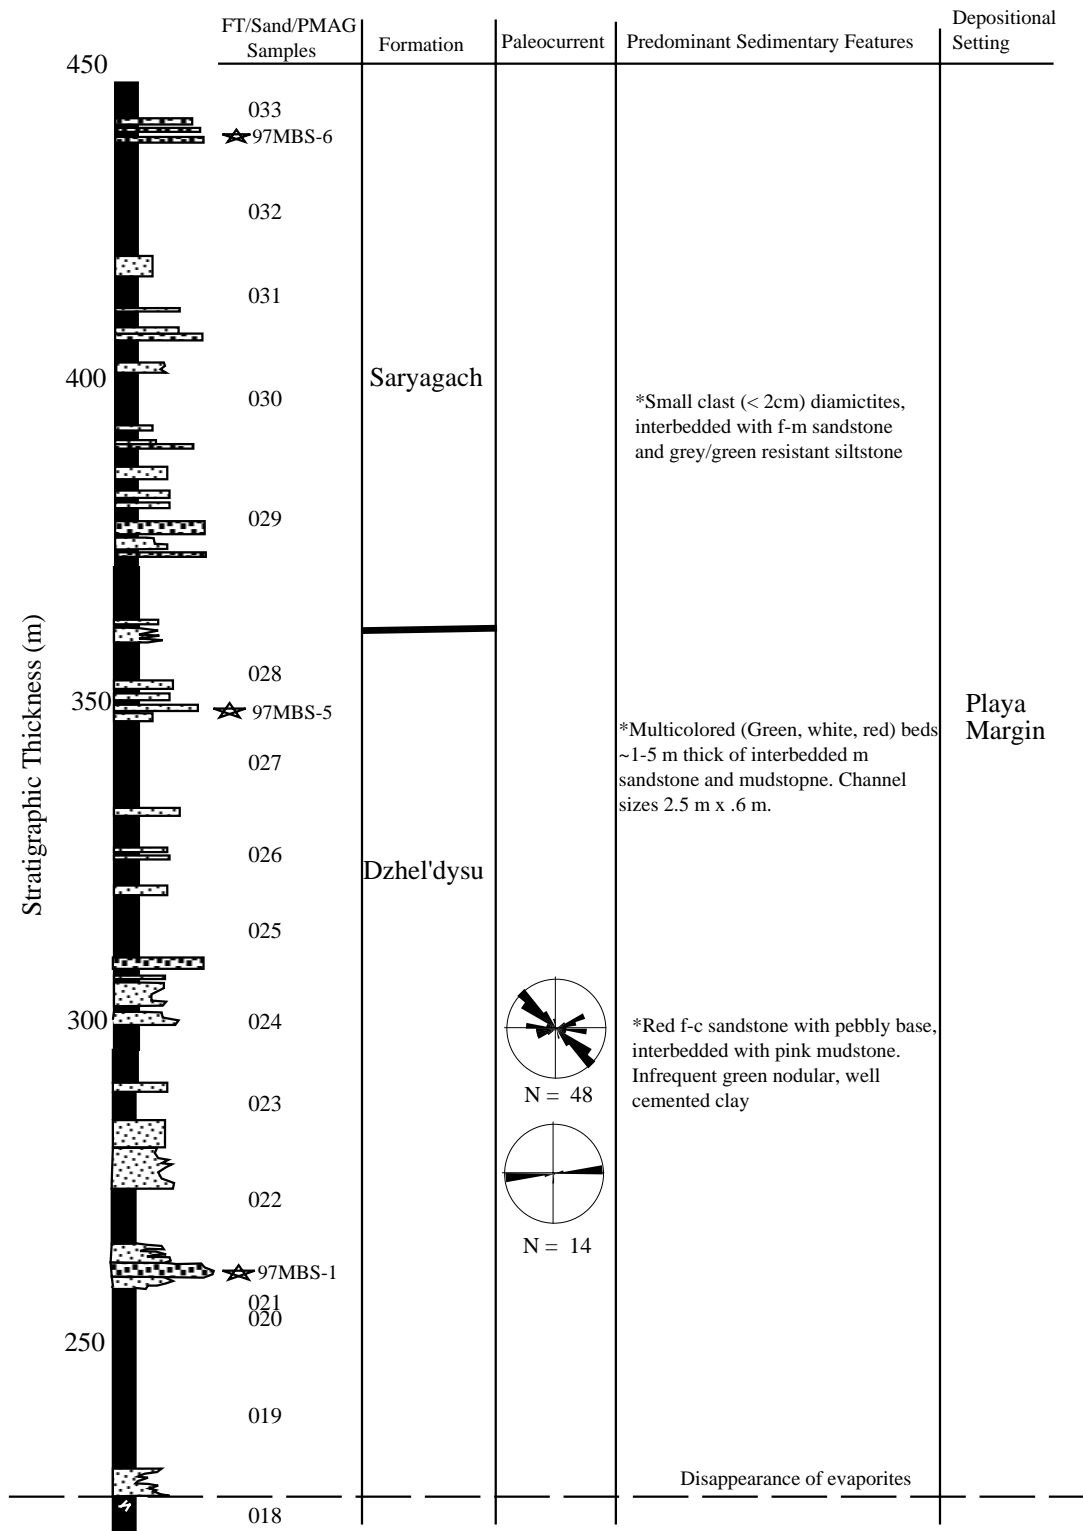 FT/Sand/PMAG
Samples
Formation
Paleocurrent
Predominant Sedimentary Features
Depositional
Setting
450
033
97MBS-6
032
031
400
Saryagach
030
*Small clast (< 2cm) diamictites,
interbedded with f-m sandstone
and grey/green resistant siltstone
029
Stratigraphic Thickness (m)
028
350
97MBS-5
Playa
Margin
*Multicolored (Green, white, red) beds
~1-5 m thick of interbedded m
sandstone and mudstopne. Channel
sizes 2.5 m x .6 m.
027
026
Dzhel'dysu
025
300
024
*Red f-c sandstone with pebbly base,
interbedded with pink mudstone.
Infrequent green nodular, well
cemented clay
N = 48
023
022
N = 14
97MBS-1
021
020
250
019
Disappearance of evaporites
018